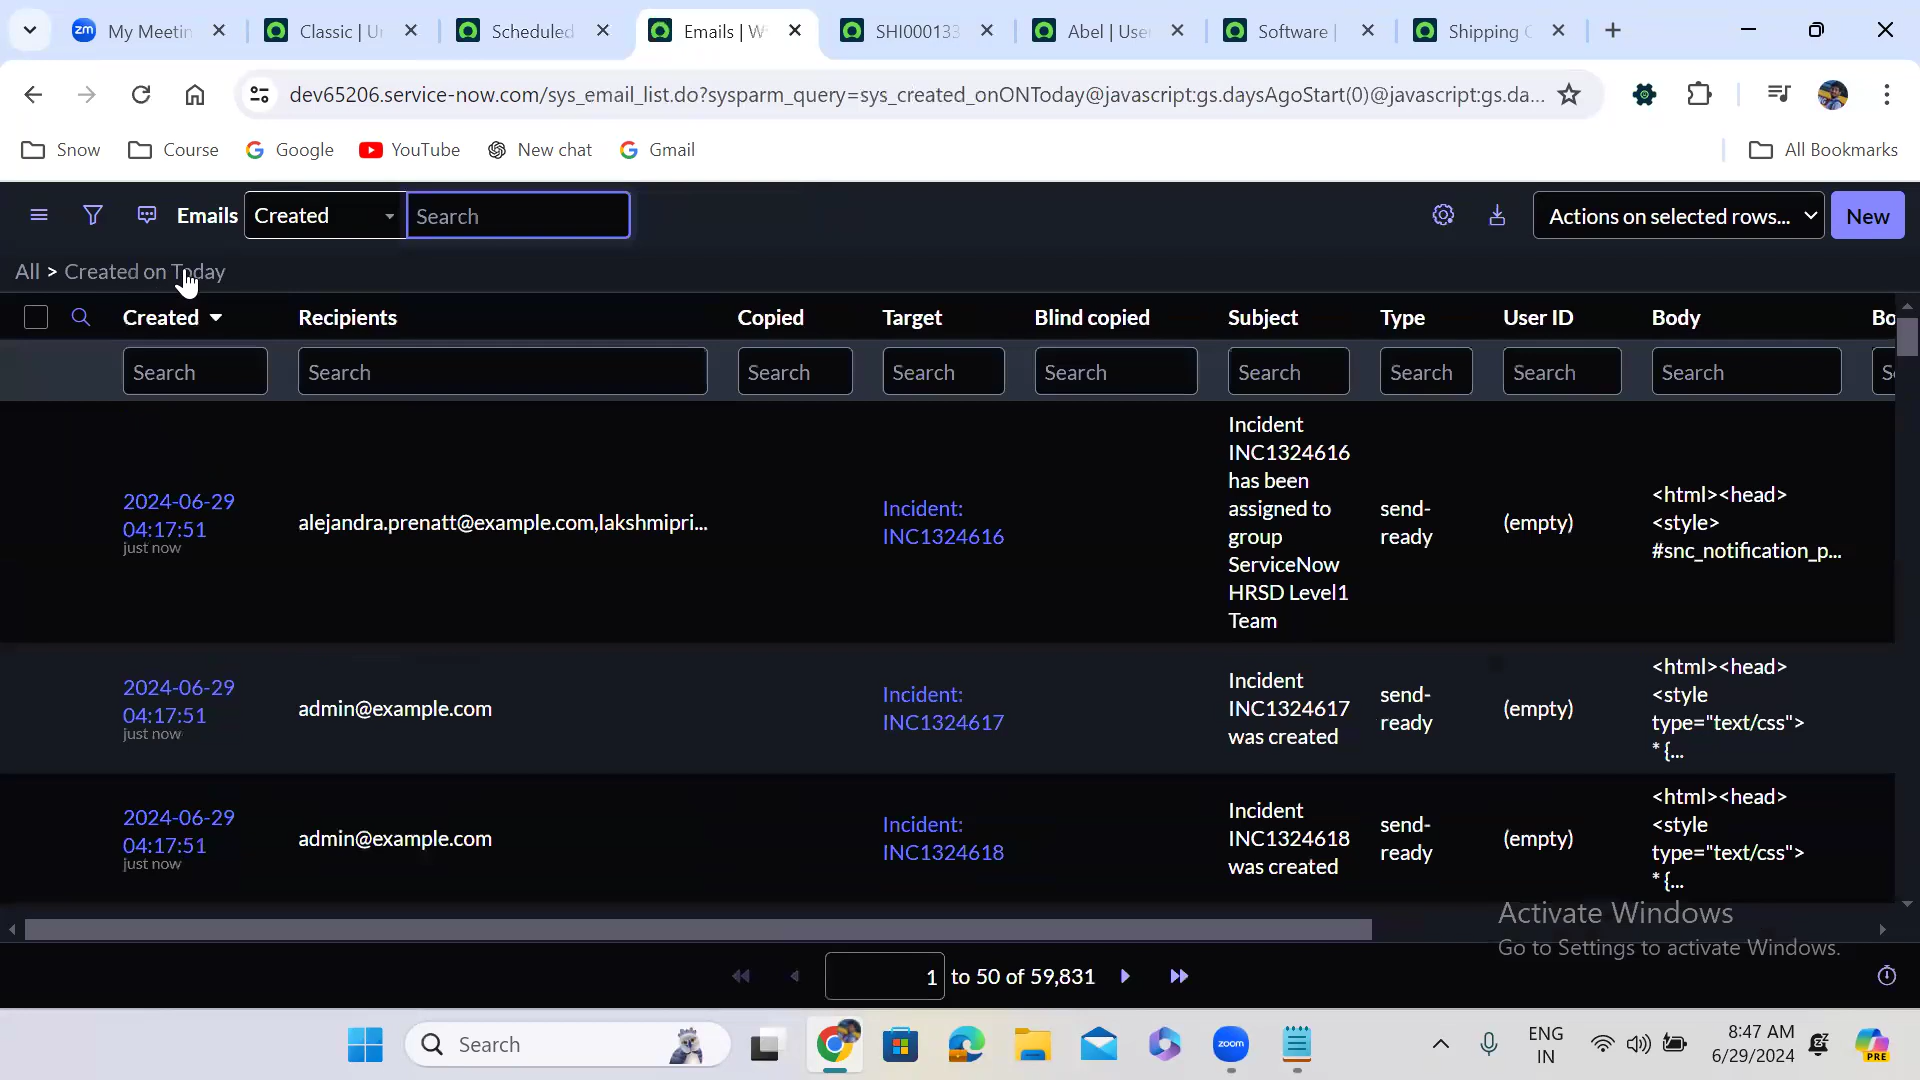 My Meetin
Classic | Ur
Scheduled
Emails | W
SHI000133
Abel | User
Software |
Shipping C
dev65206.service-now.com/sys_email_list.do?sysparm_query=sys_created_onONToday@javascript:gs.daysAgoStart(0)@javascript:gs.da...
Snow
Course
Google
YouTube
New chat
Gmail
All Bookmarks
Emails
Created
Search
Actions on selected rows...
New
All > Created on Today
Created
Recipients
Copied
Target
Blind copied
Subject
Type
User ID
Body
Bo
Search
Search
Search
Search
Search
Search
Search
Search
Search
Se
2024-06-29
04:17:51
just now
alejandra.prenatt@example.com,lakshmipri...
Incident:
INC1324616
Incident
INC1324616
has been
assigned to
group
ServiceNow
HRSD Level1
Team
send-
ready
(empty)
<html><head>
<style>
#snc_notification_p...
2024-06-29
04:17:51
just now
admin@example.com
Incident:
INC1324617
Incident
INC1324617
was created
send-
ready
(empty)
<html><head>
<style
type="text/css">
* {...
2024-06-29
04:17:51
just now
admin@example.com
Incident:
INC1324618
Incident
INC1324618
was created
send-
ready
(empty)
<html><head>
<style
type="text/css">
* {...
Activate Windows
Go to Settings to activate Windows.
1 to 50 of 59,831
Search
zoom
ENG
IN
8:47 AM
6/29/2024
PRE